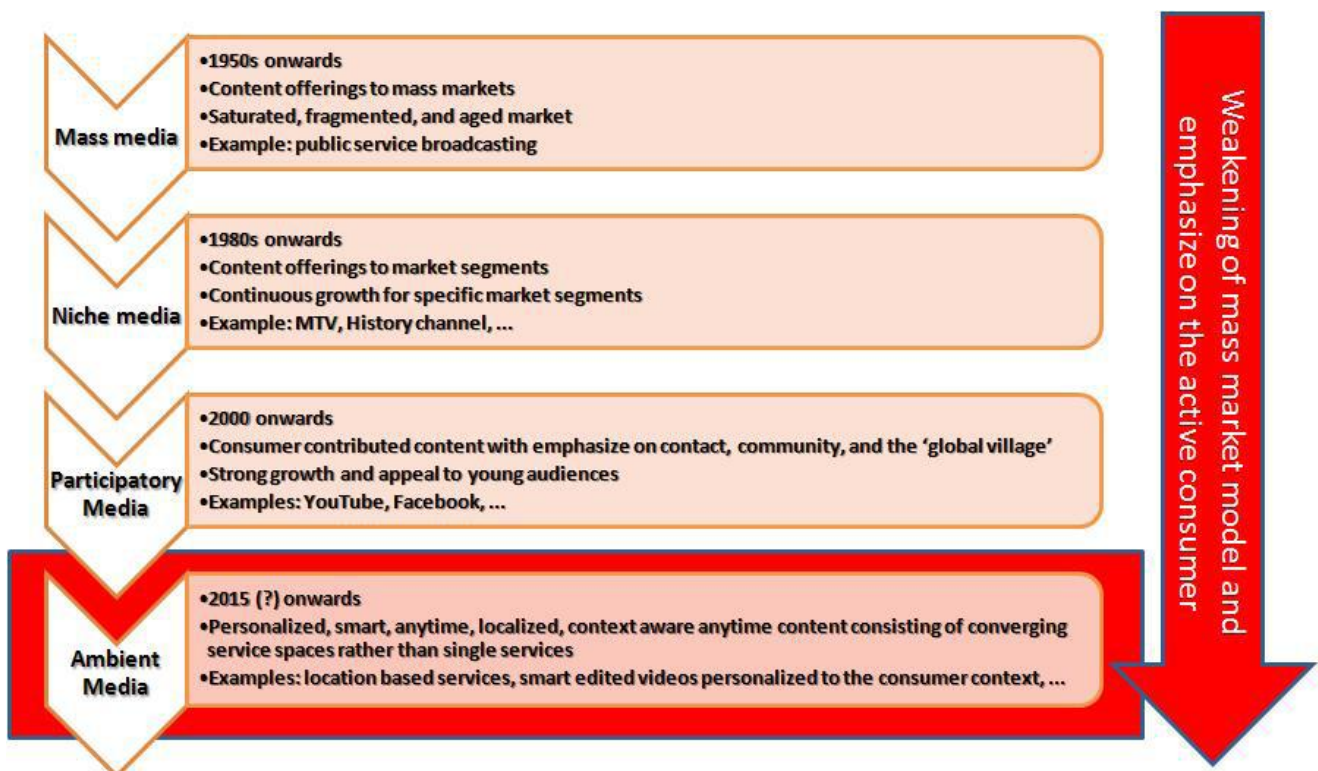 Mass media
•1950s onwards
•Content offerings to mass markets
•Saturated, fragmented, and aged market
•Example: public service broadcasting
Niche media
•1980s onwards
•Content offerings to market segments
•Continuous growth for specific market segments
•Example: MTV, History channel, ...
Participatory
Media
•2000 onwards
•Consumer contributed content with emphasize on contact, community, and the ‘global village’
•Strong growth and appeal to young audiences
•Examples: YouTube, Facebook, ...
Ambient
Media
•2015 (?) onwards
•Personalized, smart, anytime, localized, context aware anytime content consisting of converging
service spaces rather than single services
•Examples: location based services, smart edited videos personalized to the consumer context, ...
Weakening of mass market model and
emphasize on the active consumer